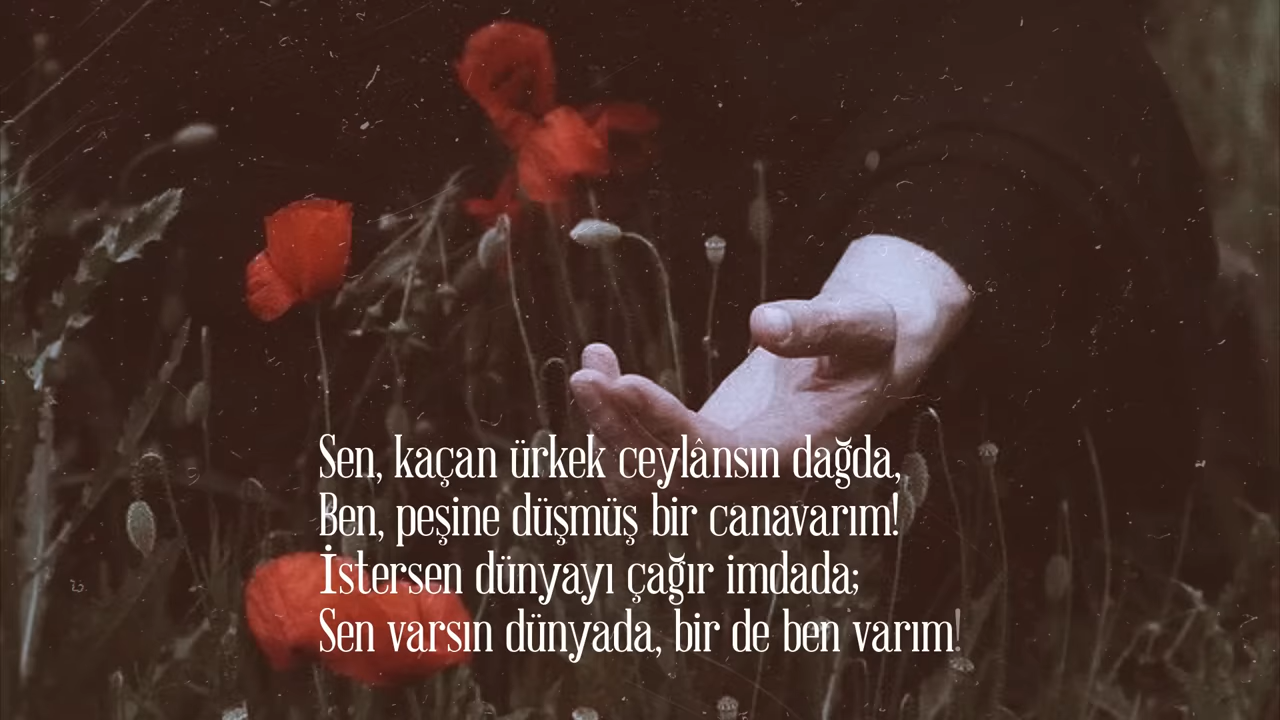 Sen, kaçan ürkek ceylânsın dağda,
Ben, peşine düşmüş bir canavarım!
İstersen dünyayı çağır imdada;
Sen varsın dünyada, bir de ben varım!